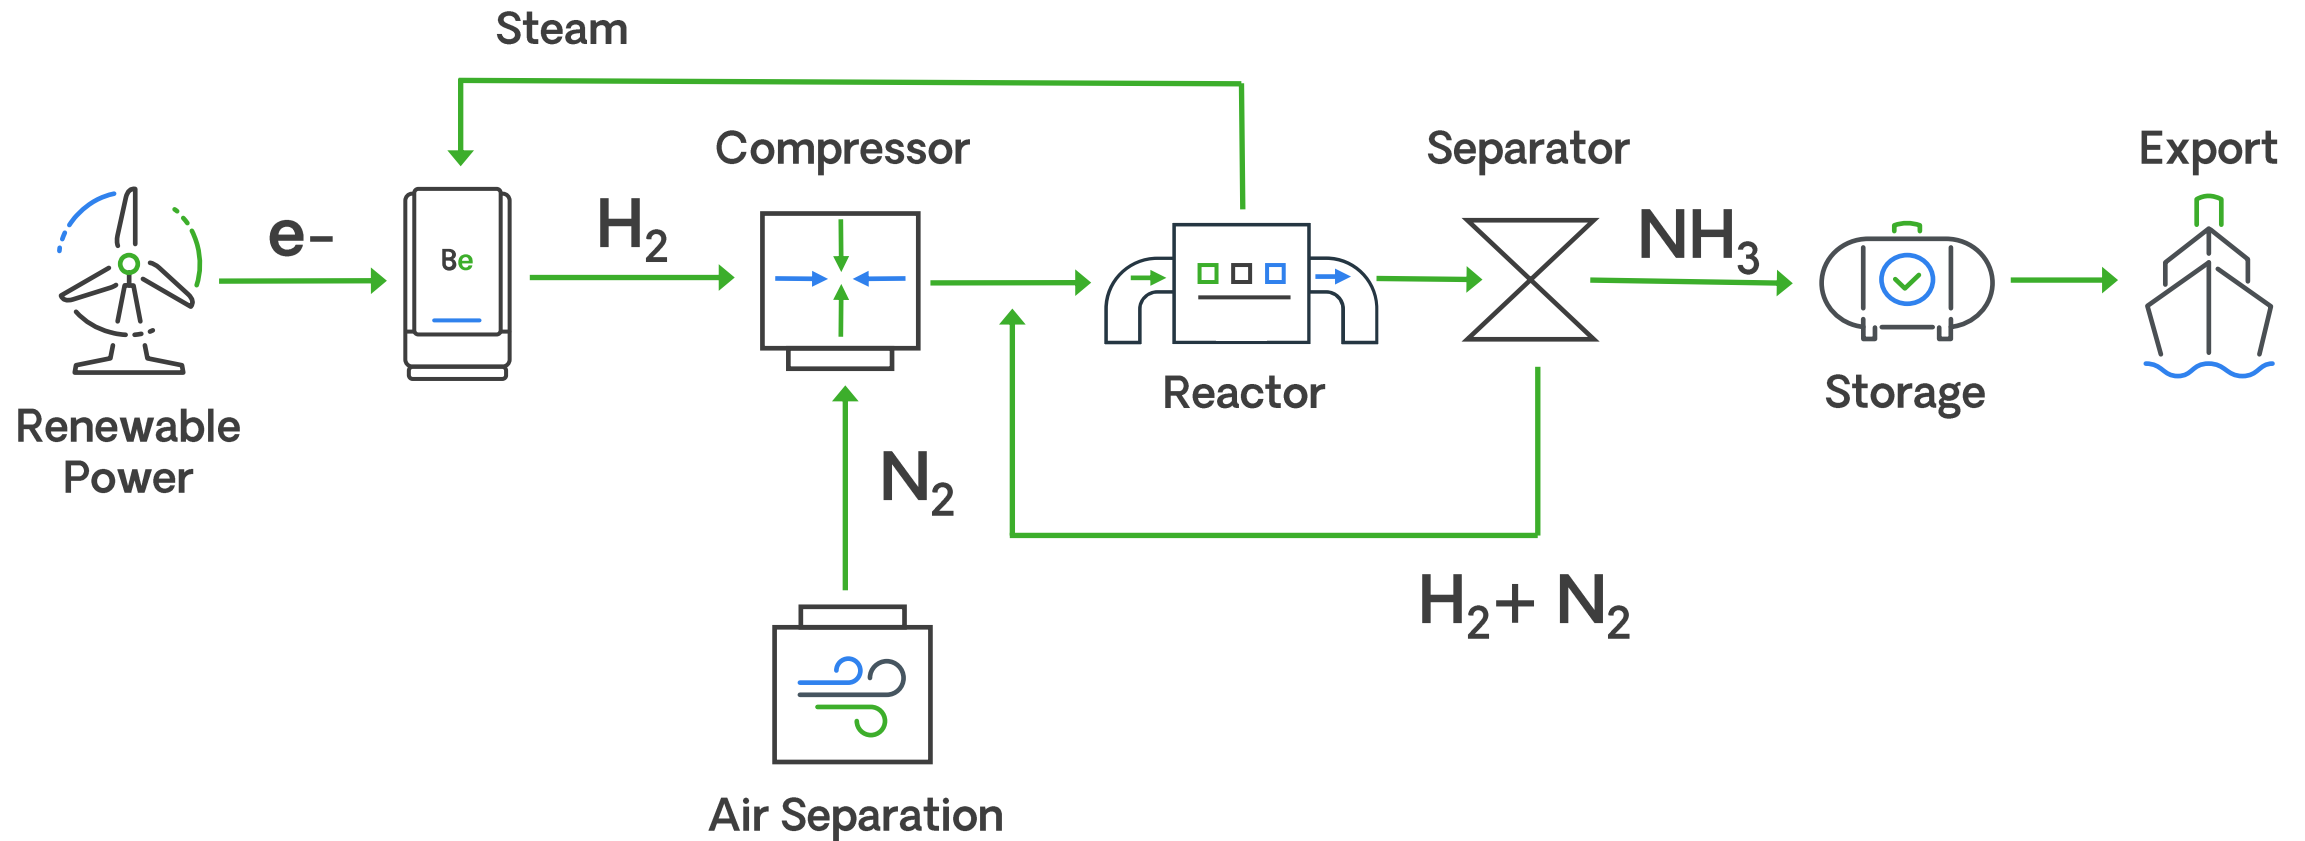 Steam
Compressor
Separator
Export
e-
H₂
NH₃
Be
Reactor
Storage
Renewable
Power
N₂
H₂+ N₂
Air Separation